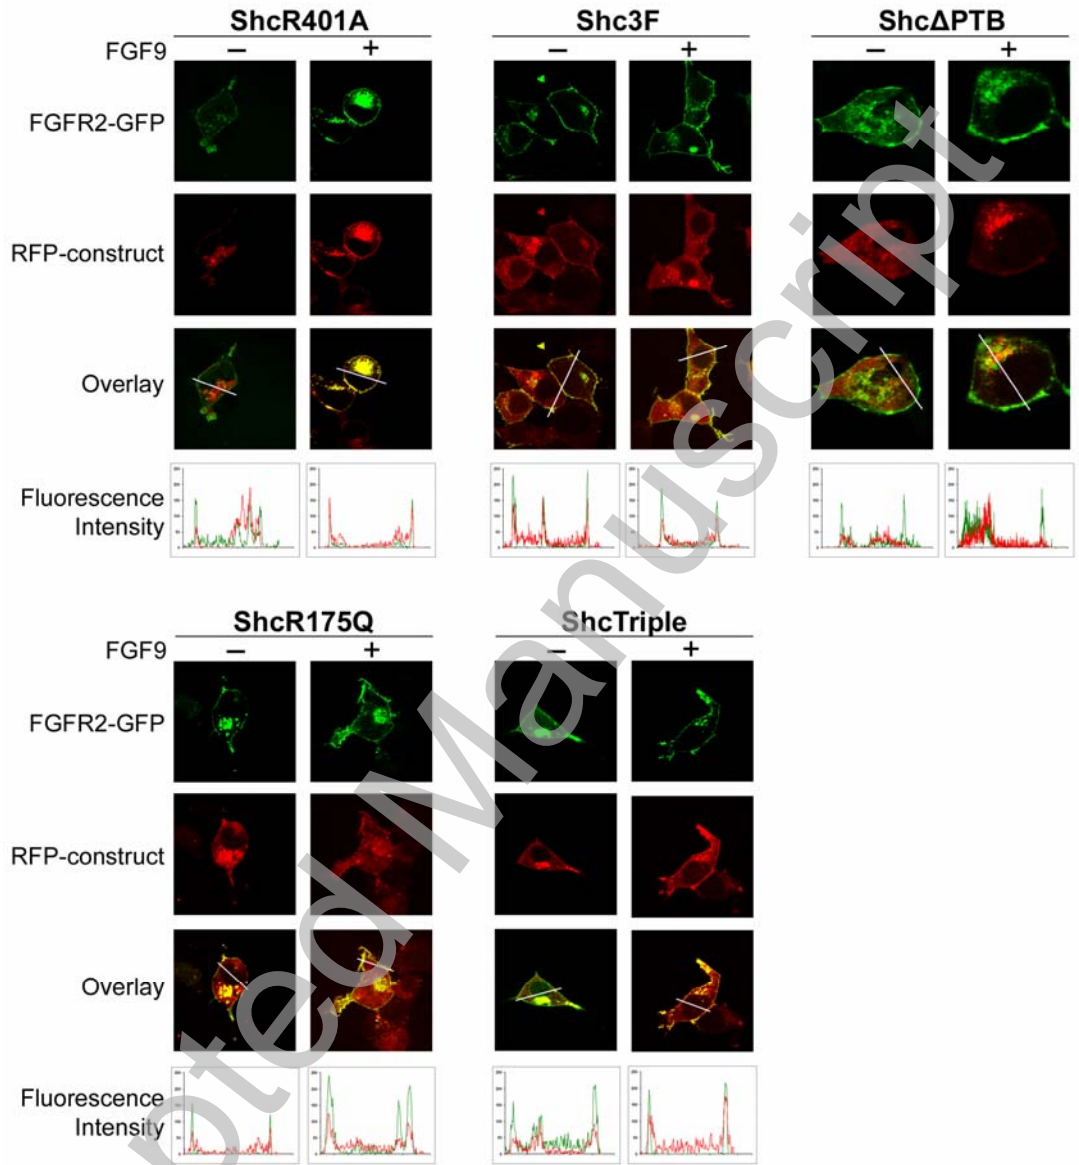 ShcR401A Shc3F ShcΔPTB
FGF9 – + – + – +
FGFR2-GFP
RFP-construct
Overlay
Fluorescence
Intensity
ShcR175Q ShcTriple
FGF9 – + – +
FGFR2-GFP
RFP-construct
Overlay
Fluorescence
Intensity
pted Manuscript